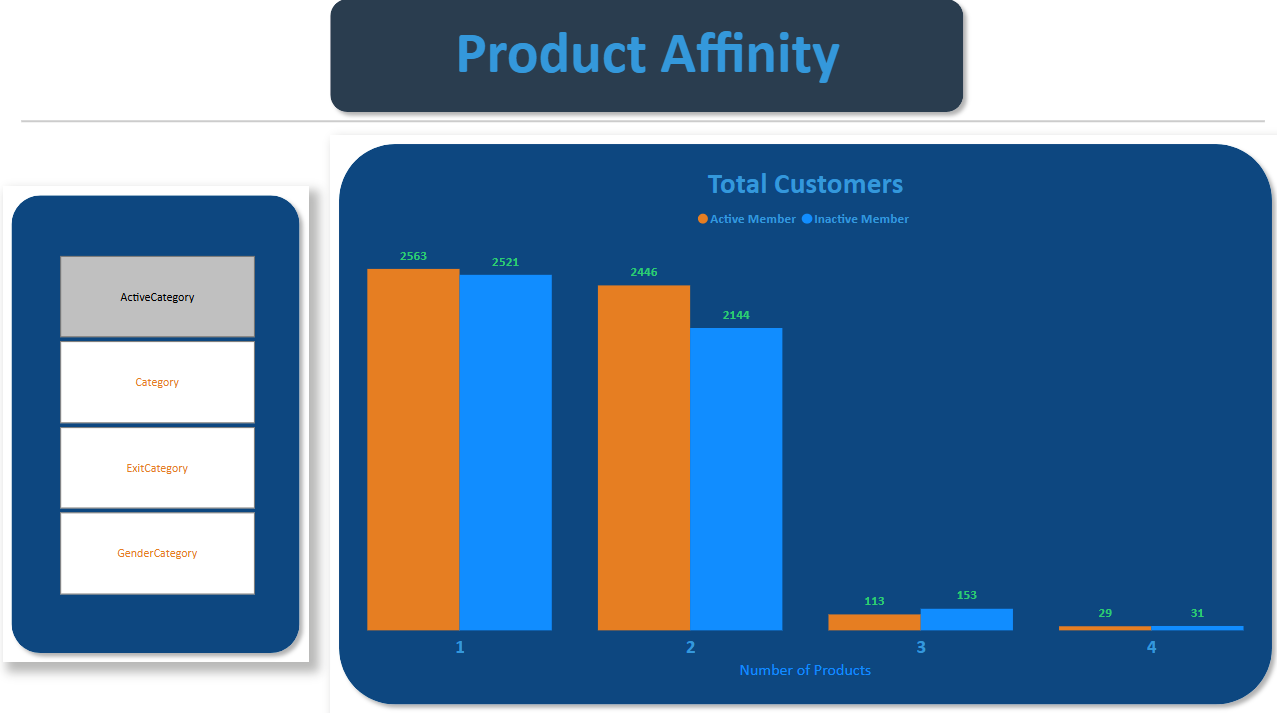 Product Affinity
ActiveCategory
Category
ExitCategory
GenderCategory
Total Customers
Active Member Inactive Member
2563 2521 2446 2144 113 153 29 31
1 2 3 4
Number of Products